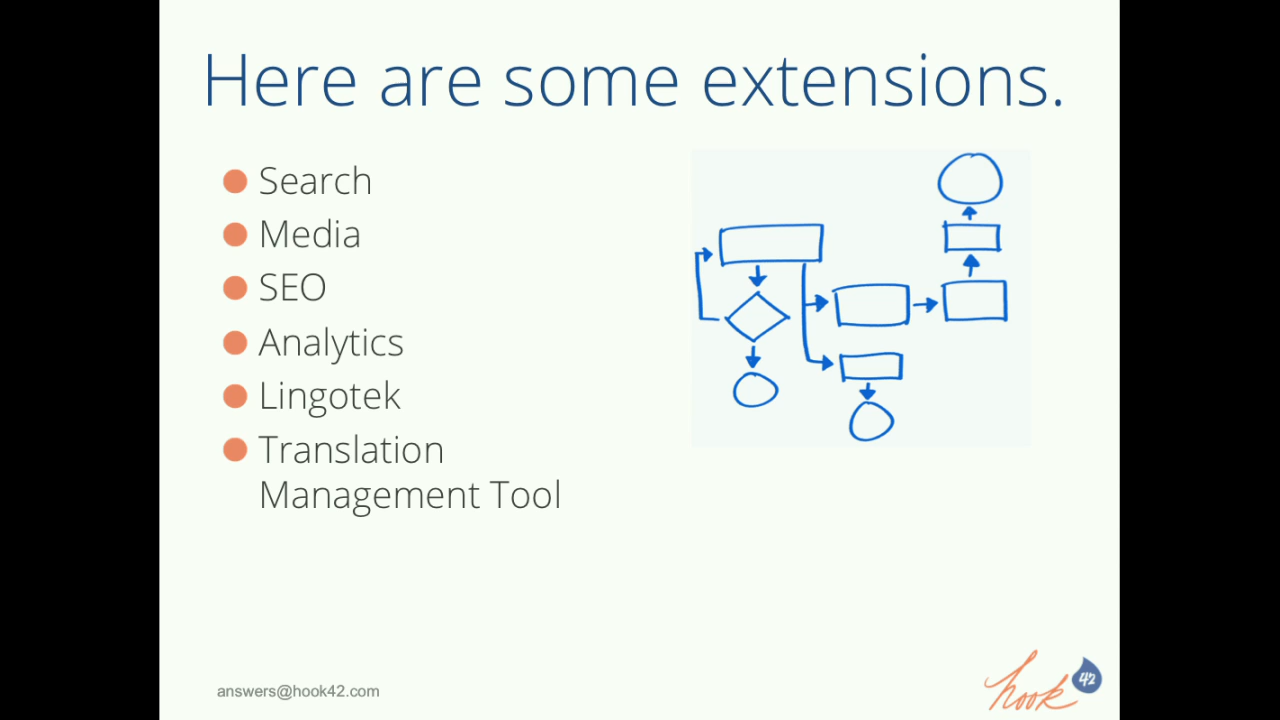 Here are some extensions.
Search
Media
SEO
Analytics
Lingotek
Translation
Management Tool
answers@hook42.com
hook 42